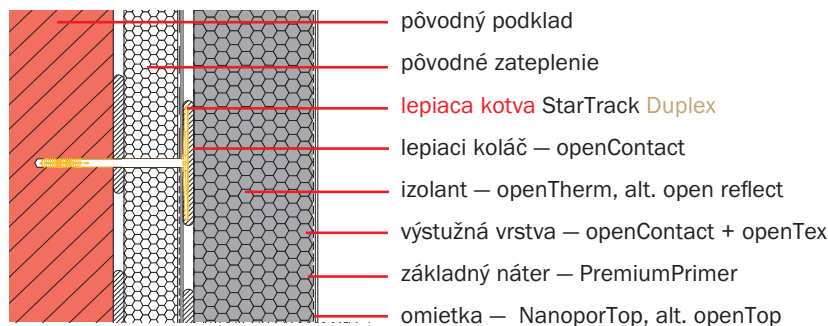 pôvodný podklad
pôvodné zateplenie
lepiaca kotva StarTrack Duplex
lepiaci koláč — openContact
izolant — openTherm, alt. open reflect
výstužná vrstva — openContact + openTex
základný náter — PremiumPrimer
omietka — NanoporTop, alt. openTop